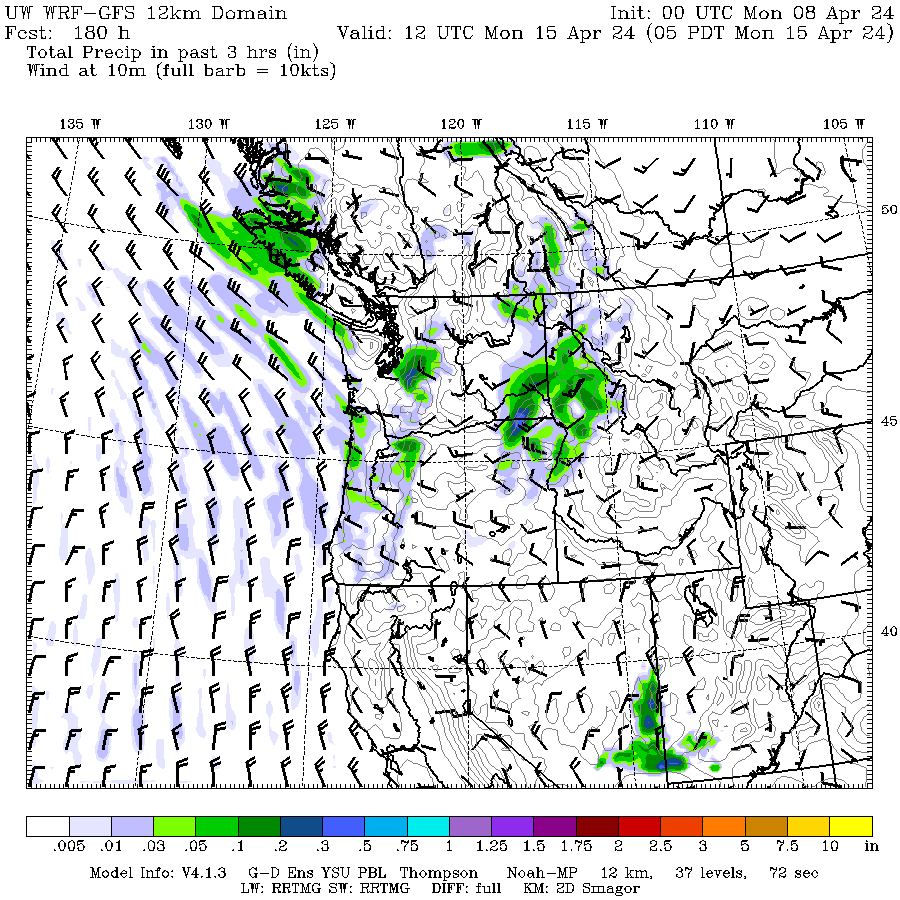 UW WRF-GFS 12km Domain Init: 00 UTC Mon 08 Apr 24
Fcst: 180 h Valid: 12 UTC Mon 15 Apr 24 (05 PDT Mon 15 Apr 24)
Total Precip in past 3 hrs (in)
Wind at 10m (full barb = 10kts)
135 W 130 W 125 W 120 W 115 W 110 W 105 W
50
45
40
.005 .01 .03 .05 .1 .2 .3 .5 .75 1 1.25 1.5 1.75 2 2.5 3 5 7.5 10 in
Model Info: V4.1.3 G-D Ens YSU PBL Thompson Noah-MP 12 km, 37 levels, 72 sec
LW: RRTMG SW: RRTMG DIFF: full KM: 2D Smagor